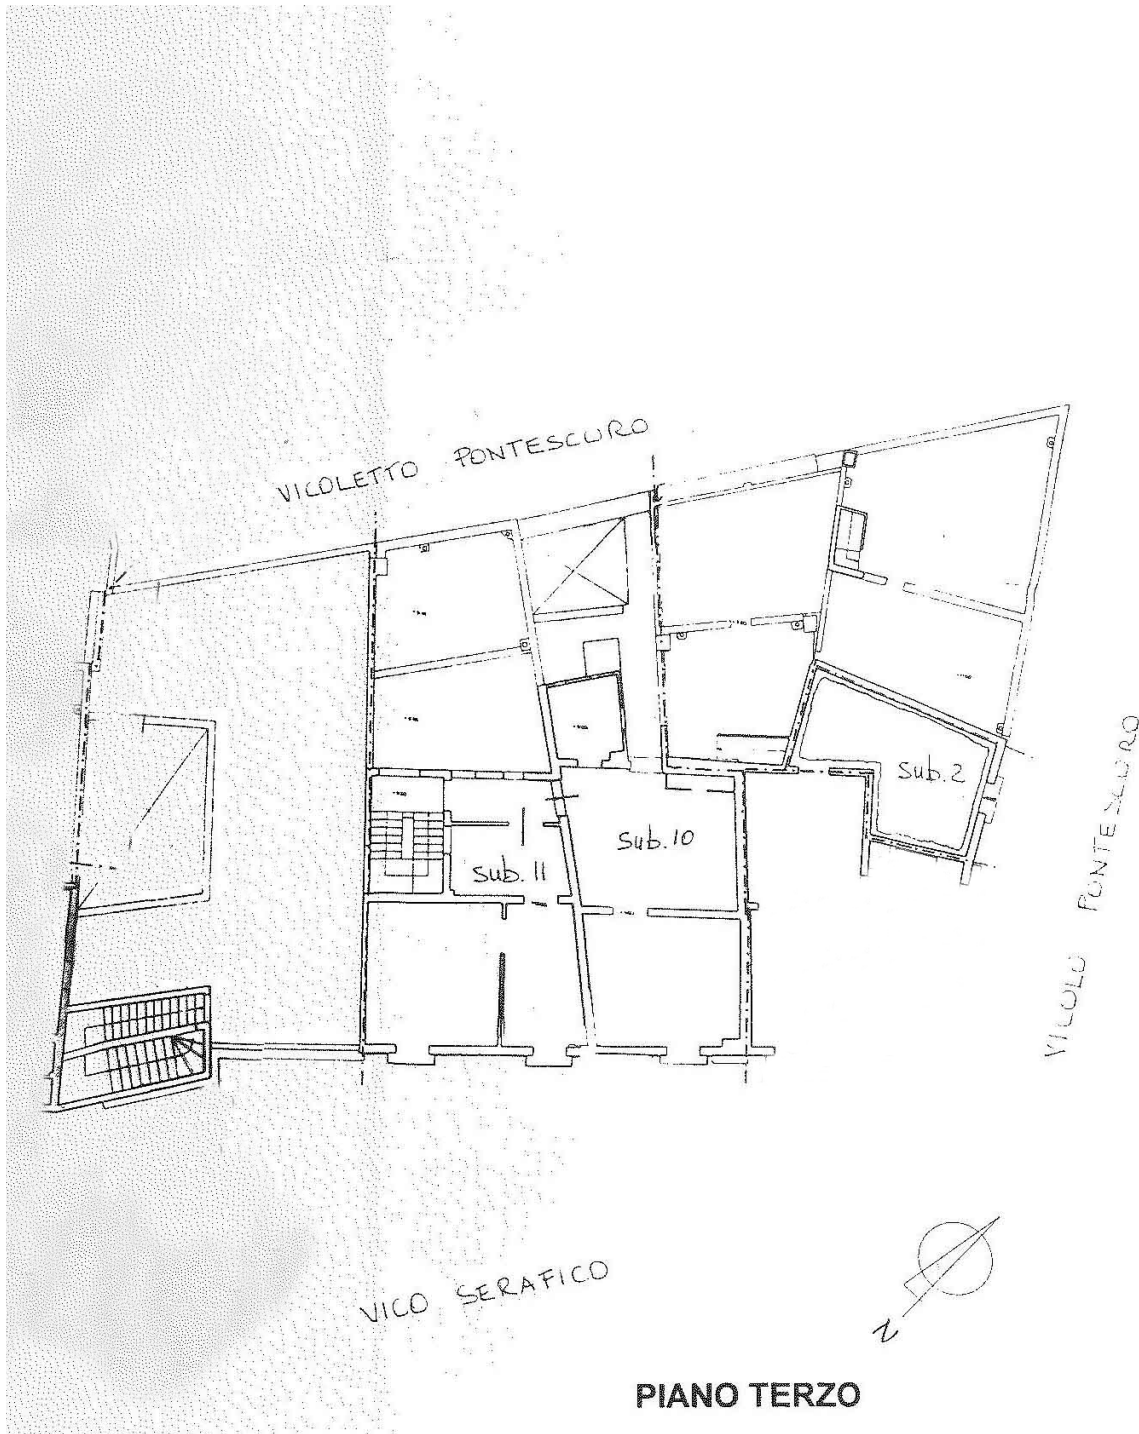 VICOLETTO PONTESCURO
Sub. 2
Sub. 10
Sub. 11
VICOLO PONTESCURO
VICO SERAFICO
N
PIANO TERZO